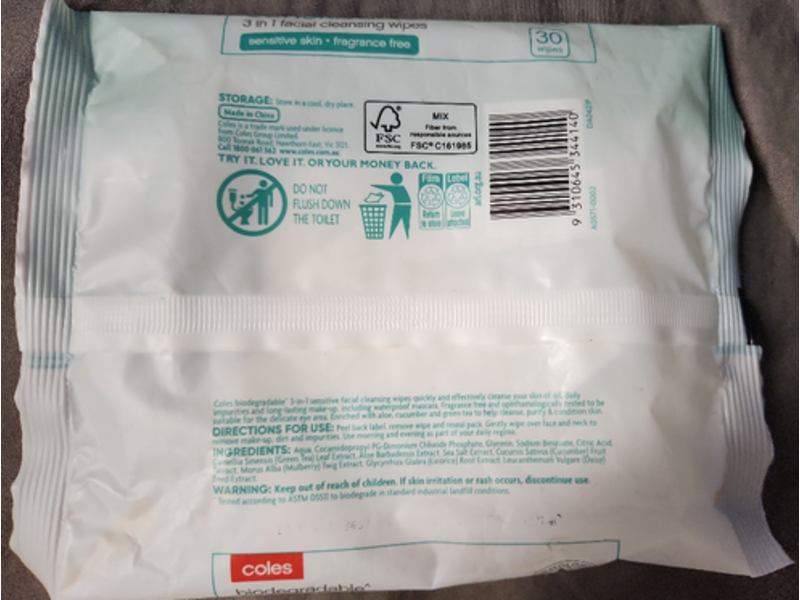 3 in 1 facial cleansing wipes
sensitive skin • fragrance free
30
wipes
STORAGE: Store in a cool, dry place.
Made in China
Coles is a trade mark used under licence
from Coles Group Limited.
800 Toorak Road, Hawthorn East, Vic 3123.
Call 1800 061 562 www.coles.com.au
TRY IT. LOVE IT. OR YOUR MONEY BACK.
FSC
MIX
Fiber from
responsible sources
FSC® C161985
DO NOT
FLUSH DOWN
THE TOILET
Films
Return
to store
Label
Leave
attached
arl.org.au
9 310645 344140
Coles biodegradable^ 3-in-1 sensitive facial cleansing wipes quickly and effectively cleanse your skin of oil, daily
impurities and long-lasting make-up, including waterproof mascara. Fragrance free and ophthalmologically tested to be
suitable for the delicate eye area. Enriched with aloe, cucumber and green tea to help cleanse, purify & condition skin.
DIRECTIONS FOR USE: Peel back label, remove wipe and reseal pack. Gently wipe over face and neck to
remove make-up, dirt and impurities. Use morning and evening as part of your daily regime.
INGREDIENTS: Aqua, Cocamidopropyl PG-Dimonium Chloride Phosphate, Glycerin, Sodium Benzoate, Citric Acid,
Camellia Sinensis (Green Tea) Leaf Extract, Aloe Barbadensis Extract, Sea Salt Extract, Cucumis Sativus (Cucumber) Fruit
Extract, Morus Alba (Mulberry) Twig Extract, Glycyrrhiza Glabra (Licorice) Root Extract, Leucanthemum Vulgare (Daisy)
Extract
WARNING: Keep out of reach of children. If skin irritation or rash occurs, discontinue use.
^Tested according to ASTM D5511 to biodegrade in standard industrial landfill conditions.
coles
biodegradable^